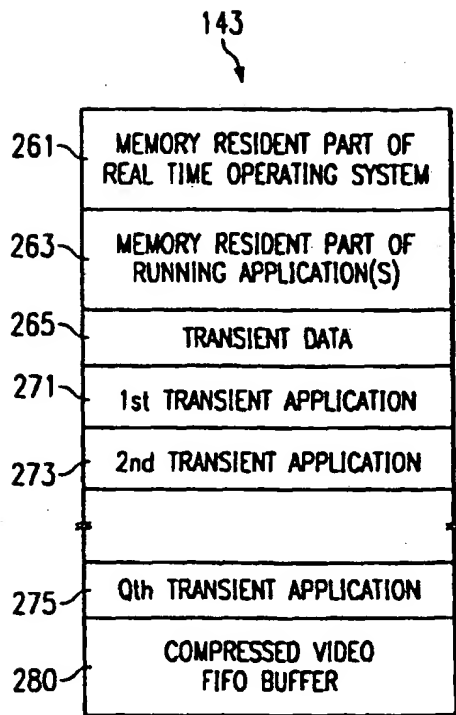 143
261
MEMORY RESIDENT PART OF
REAL TIME OPERATING SYSTEM
263
MEMORY RESIDENT PART OF
RUNNING APPLICATION(S)
265
TRANSIENT DATA
271
1st TRANSIENT APPLICATION
273
2nd TRANSIENT APPLICATION
275
Qth TRANSIENT APPLICATION
280
COMPRESSED VIDEO
FIFO BUFFER